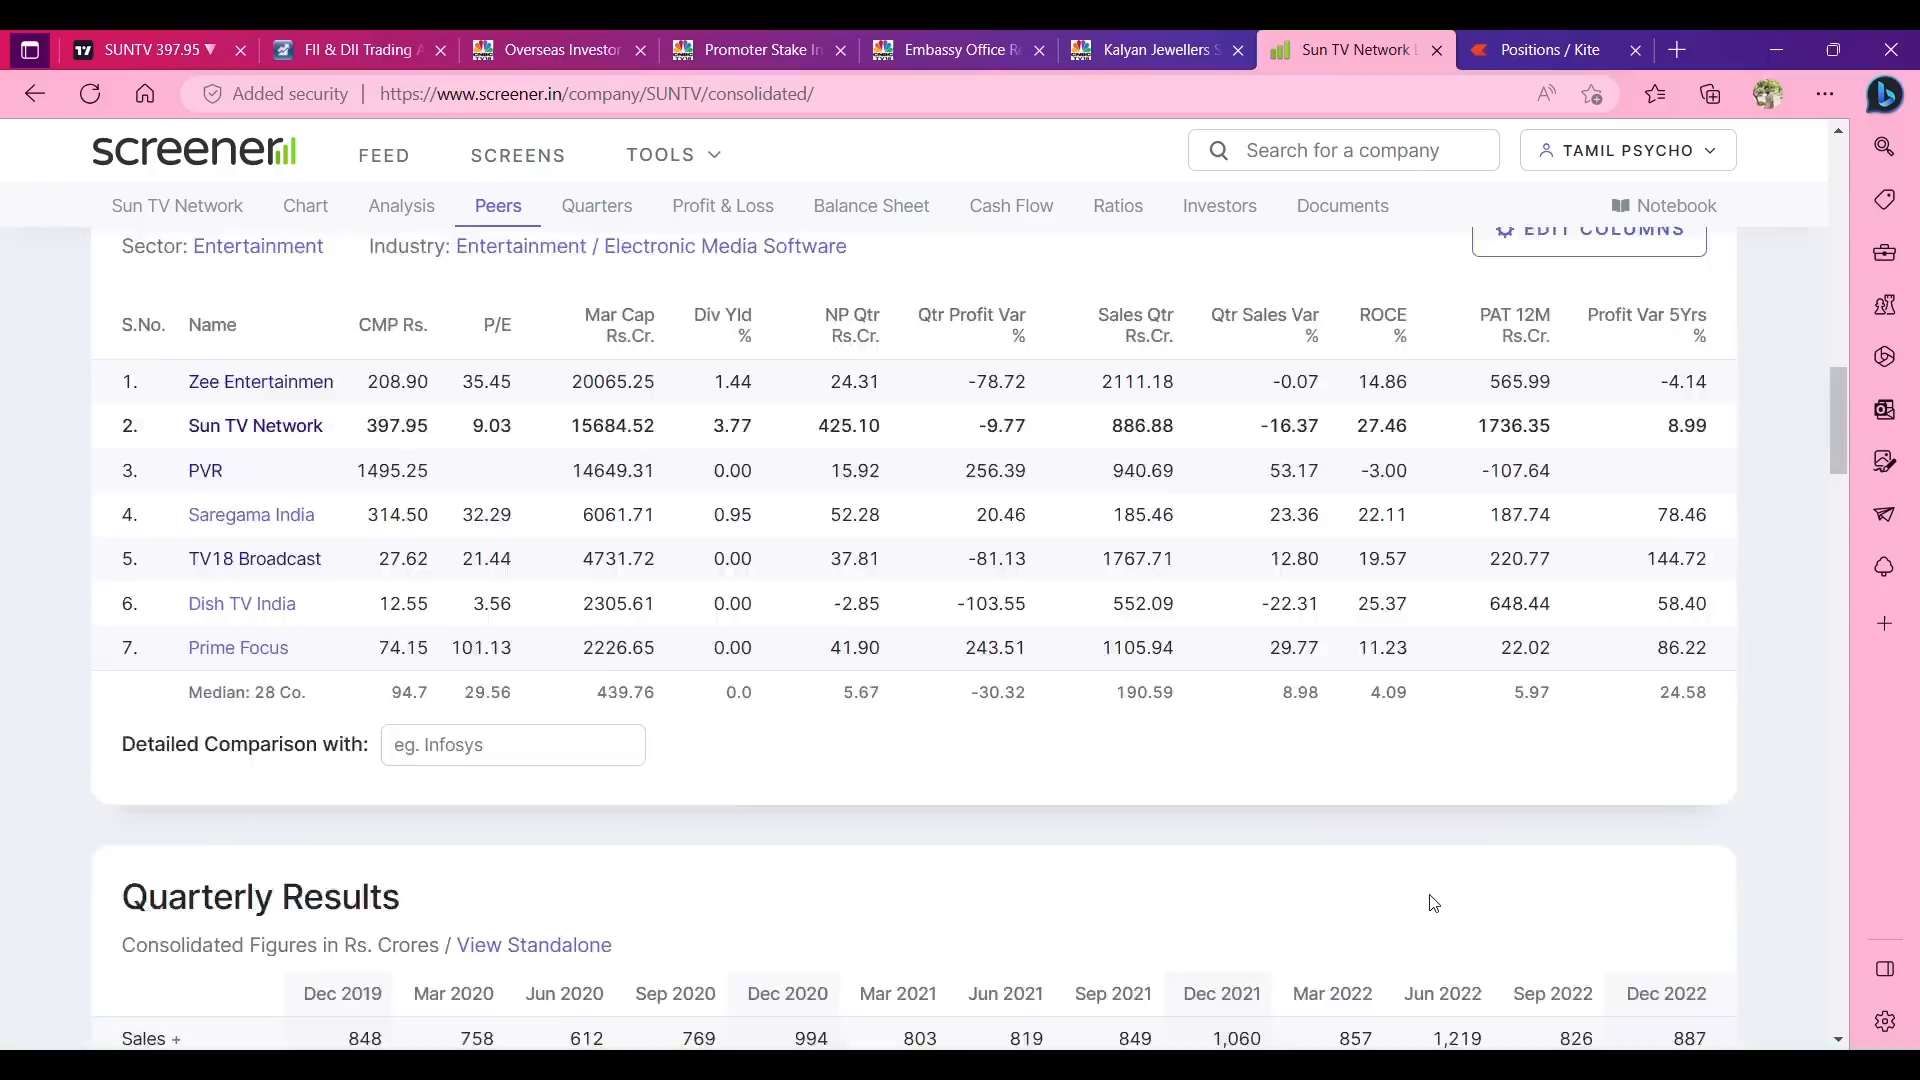 SUNTV 397.95 ▼
FII & DII Trading A
Overseas Investor
Promoter Stake In
Embassy Office Re
Kalyan Jewellers S
Sun TV Network L
Positions / Kite
Added security | https://www.screener.in/company/SUNTV/consolidated/
screener
FEED SCREENS TOOLS
Search for a company
TAMIL PSYCHO
Sun TV Network Chart Analysis Peers Quarters Profit & Loss Balance Sheet Cash Flow Ratios Investors Documents Notebook
Sector: Entertainment Industry: Entertainment / Electronic Media Software
EDIT COLUMNS
S.No. Name CMP Rs. P/E Mar Cap Rs.Cr. Div Yld % NP Qtr Rs.Cr. Qtr Profit Var % Sales Qtr Rs.Cr. Qtr Sales Var % ROCE % PAT 12M Rs.Cr. Profit Var 5Yrs %
1. Zee Entertainmen 208.90 35.45 20065.25 1.44 24.31 -78.72 2111.18 -0.07 14.86 565.99 -4.14
2. Sun TV Network 397.95 9.03 15684.52 3.77 425.10 -9.77 886.88 -16.37 27.46 1736.35 8.99
3. PVR 1495.25 14649.31 0.00 15.92 256.39 940.69 53.17 -3.00 -107.64
4. Saregama India 314.50 32.29 6061.71 0.95 52.28 20.46 185.46 23.36 22.11 187.74 78.46
5. TV18 Broadcast 27.62 21.44 4731.72 0.00 37.81 -81.13 1767.71 12.80 19.57 220.77 144.72
6. Dish TV India 12.55 3.56 2305.61 0.00 -2.85 -103.55 552.09 -22.31 25.37 648.44 58.40
7. Prime Focus 74.15 101.13 2226.65 0.00 41.90 243.51 1105.94 29.77 11.23 22.02 86.22
Median: 28 Co. 94.7 29.56 439.76 0.0 5.67 -30.32 190.59 8.98 4.09 5.97 24.58
Detailed Comparison with: eg. Infosys
Quarterly Results
Consolidated Figures in Rs. Crores / View Standalone
Dec 2019 Mar 2020 Jun 2020 Sep 2020 Dec 2020 Mar 2021 Jun 2021 Sep 2021 Dec 2021 Mar 2022 Jun 2022 Sep 2022 Dec 2022
Sales + 848 758 612 769 994 803 819 849 1,060 857 1,219 826 887